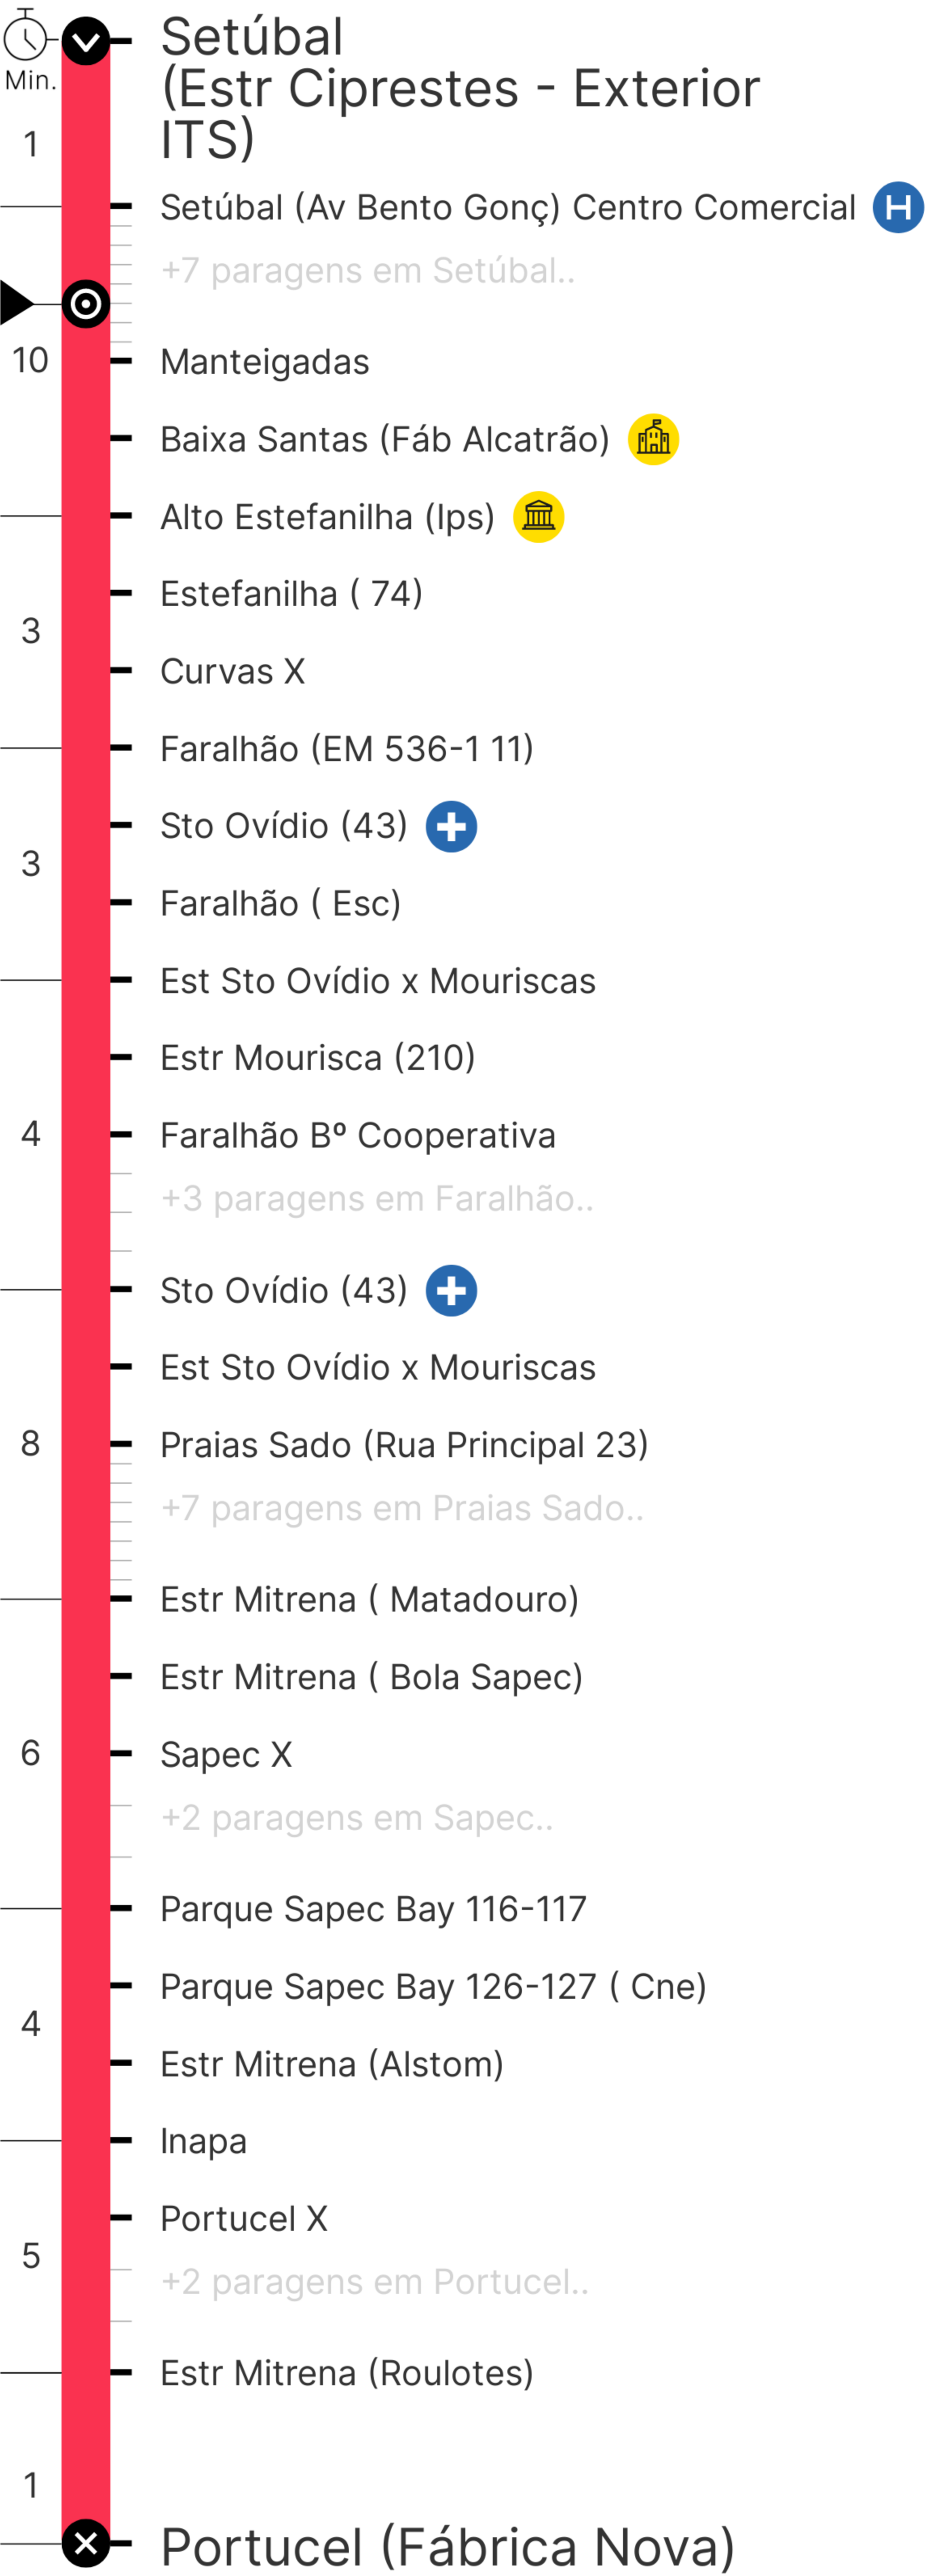 Setúbal
(Estr Ciprestes - Exterior
ITS)
Min.
1
Setúbal (Av Bento Gonç) Centro Comercial H
+7 paragens em Setúbal..
10
Manteigadas
Baixa Santas (Fáb Alcatrão)
Alto Estefanilha (Ips)
Estefanilha ( 74)
3
Curvas X
Faralhão (EM 536-1 11)
Sto Ovídio (43)
3
Faralhão ( Esc)
Est Sto Ovídio x Mouriscas
Estr Mourisca (210)
4
Faralhão Bº Cooperativa
+3 paragens em Faralhão..
Sto Ovídio (43)
Est Sto Ovídio x Mouriscas
8
Praias Sado (Rua Principal 23)
+7 paragens em Praias Sado..
Estr Mitrena ( Matadouro)
Estr Mitrena ( Bola Sapec)
6
Sapec X
+2 paragens em Sapec..
Parque Sapec Bay 116-117
Parque Sapec Bay 126-127 ( Cne)
4
Estr Mitrena (Alstom)
Inapa
Portucel X
5
+2 paragens em Portucel..
Estr Mitrena (Roulotes)
1
Portucel (Fábrica Nova)